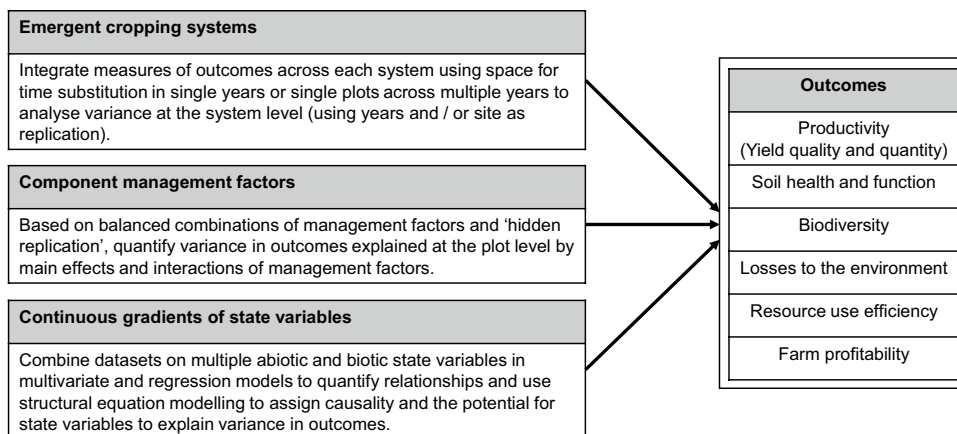 Emergent cropping systems
Integrate measures of outcomes across each system using space for
time substitution in single years or single plots across multiple years to
analyse variance at the system level (using years and / or site as
replication).
Component management factors
Based on balanced combinations of management factors and ‘hidden
replication’, quantify variance in outcomes explained at the plot level by
main effects and interactions of management factors.
Continuous gradients of state variables
Combine datasets on multiple abiotic and biotic state variables in
multivariate and regression models to quantify relationships and use
structural equation modelling to assign causality and the potential for
state variables to explain variance in outcomes.
Outcomes
Productivity
(Yield quality and quantity)
Soil health and function
Biodiversity
Losses to the environment
Resource use efficiency
Farm profitability